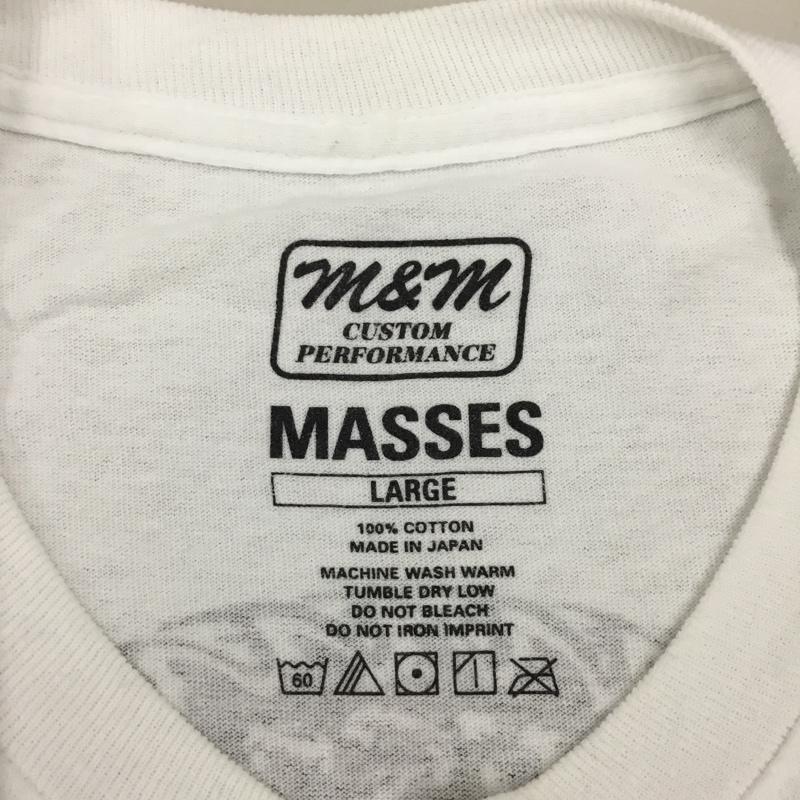 M&M
CUSTOM
PERFORMANCE
MASSES
LARGE
100% COTTON
MADE IN JAPAN
MACHINE WASH WARM
TUMBLE DRY LOW
DO NOT BLEACH
DO NOT IRON IMPRINT
60